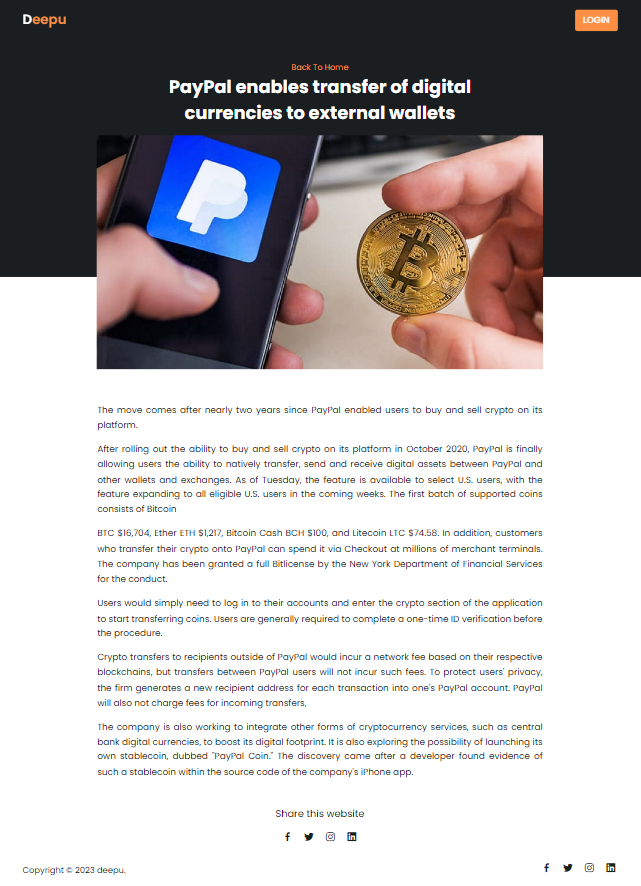 Deepu
LOGIN
Back To Home
PayPal enables transfer of digital
currencies to external wallets
The move comes after nearly two years since PayPal enabled users to buy and sell crypto on its
platform.
After rolling out the ability to buy and sell crypto on its platform in October 2020, PayPal is finally
allowing users the ability to natively transfer, send and receive digital assets between PayPal and
other wallets and exchanges. As of Tuesday, the feature is available to select U.S. users, with the
feature expanding to all eligible U.S. users in the coming weeks. The first batch of supported coins
consists of Bitcoin
BTC $16,704, Ether ETH $1,217, Bitcoin Cash BCH $100, and Litecoin LTC $74.58. In addition, customers
who transfer their crypto onto PayPal can spend it via Checkout at millions of merchant terminals.
The company has been granted a full Bitlicense by the New York Department of Financial Services
for the conduct.
Users would simply need to log in to their accounts and enter the crypto section of the application
to start transferring coins. Users are generally required to complete a one-time ID verification before
the procedure.
Crypto transfers to recipients outside of PayPal would incur a network fee based on their respective
blockchains, but transfers between PayPal users will not incur such fees. To protect users' privacy,
the firm generates a new recipient address for each transaction into one's PayPal account. PayPal
will also not charge fees for incoming transfers,
The company is also working to integrate other forms of cryptocurrency services, such as central
bank digital currencies, to boost its digital footprint. It is also exploring the possibility of launching its
own stablecoin, dubbed "PayPal Coin." The discovery came after a developer found evidence of
such a stablecoin within the source code of the company's iPhone app.
Share this website
Copyright © 2023 deepu.